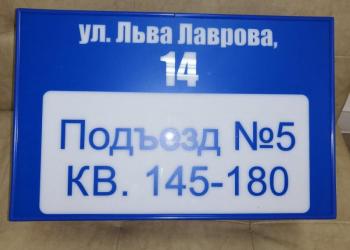 ул. Льва Лаврова,
14
Подъезд №5
КВ. 145-180